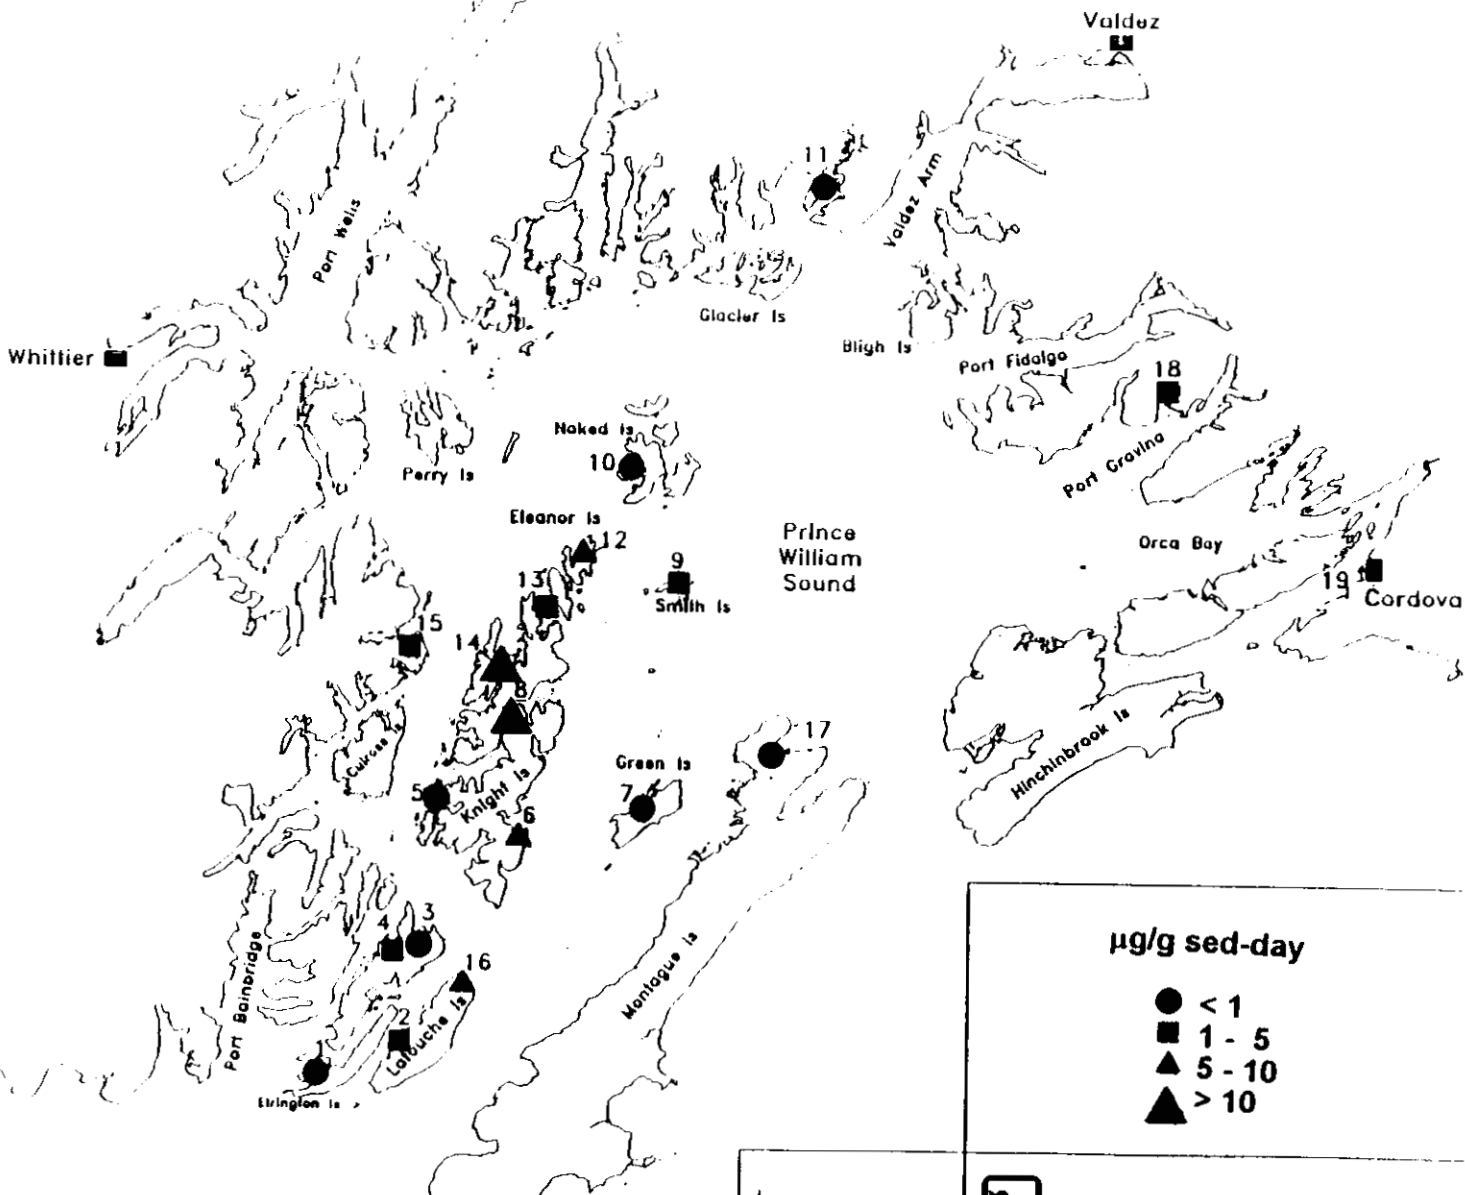 Valdez
11
Valdez Arm
Port Wells
Glacier Is
Bligh Is
Whittier
Port Fidalgo
18
Naked Is
10
Perry Is
Port Gravina
Eleanor Is
12
Prince
William
Sound
Orca Bay
9
13
Smith Is
19
Cordova
15
14
8
17
Culross Is
Green Is
Hinchinbrook Is
5
Knight Is
7
6
4
3
µg/g sed-day
16
Montague Is
Port Bainbridge
< 1
2
1 - 5
Latouche Is
5 - 10
Elrington Is
> 10